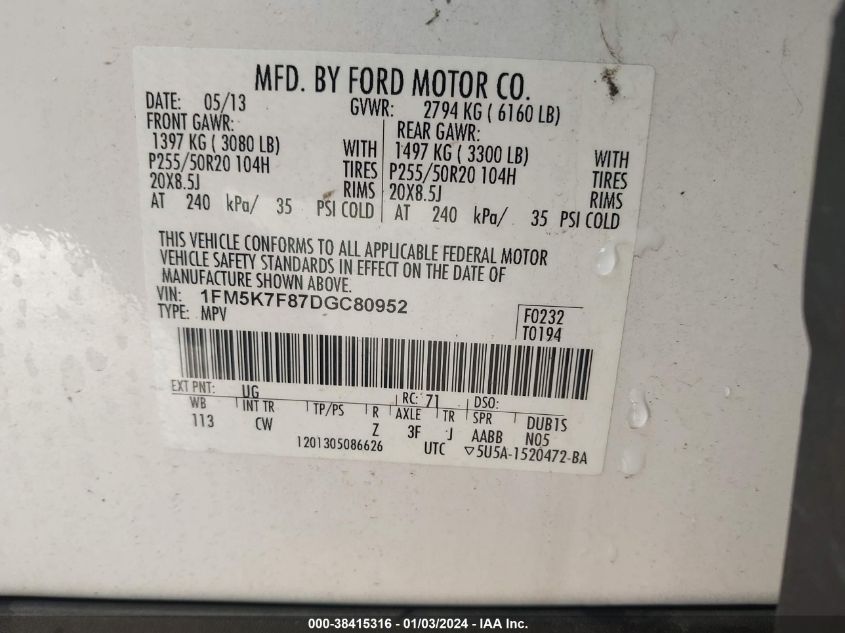 MFD. BY FORD MOTOR CO.
DATE: 05/13 GVWR: 2794 KG ( 6160 LB)
FRONT GAWR: REAR GAWR:
1397 KG ( 3080 LB) WITH 1497 KG ( 3300 LB) WITH
P255/50R20 104H TIRES P255/50R20 104H TIRES
20X8.5J RIMS 20X8.5J RIMS
AT 240 kPa/ 35 PSI COLD AT 240 kPa/ 35 PSI COLD
THIS VEHICLE CONFORMS TO ALL APPLICABLE FEDERAL MOTOR
VEHICLE SAFETY STANDARDS IN EFFECT ON THE DATE OF
MANUFACTURE SHOWN ABOVE.
VIN: 1FM5K7F87DGC80952
TYPE: MPV F0232
T0194
EXT PNT: UG RC: 71 DSO:
WB INT TR TP/PS R AXLE TR SPR DUB1S
113 CW Z 3F J AABB N05
1201305086626 UTC ▽5U5A-1520472-BA
000-38415316 - 01/03/2024 - IAA Inc.